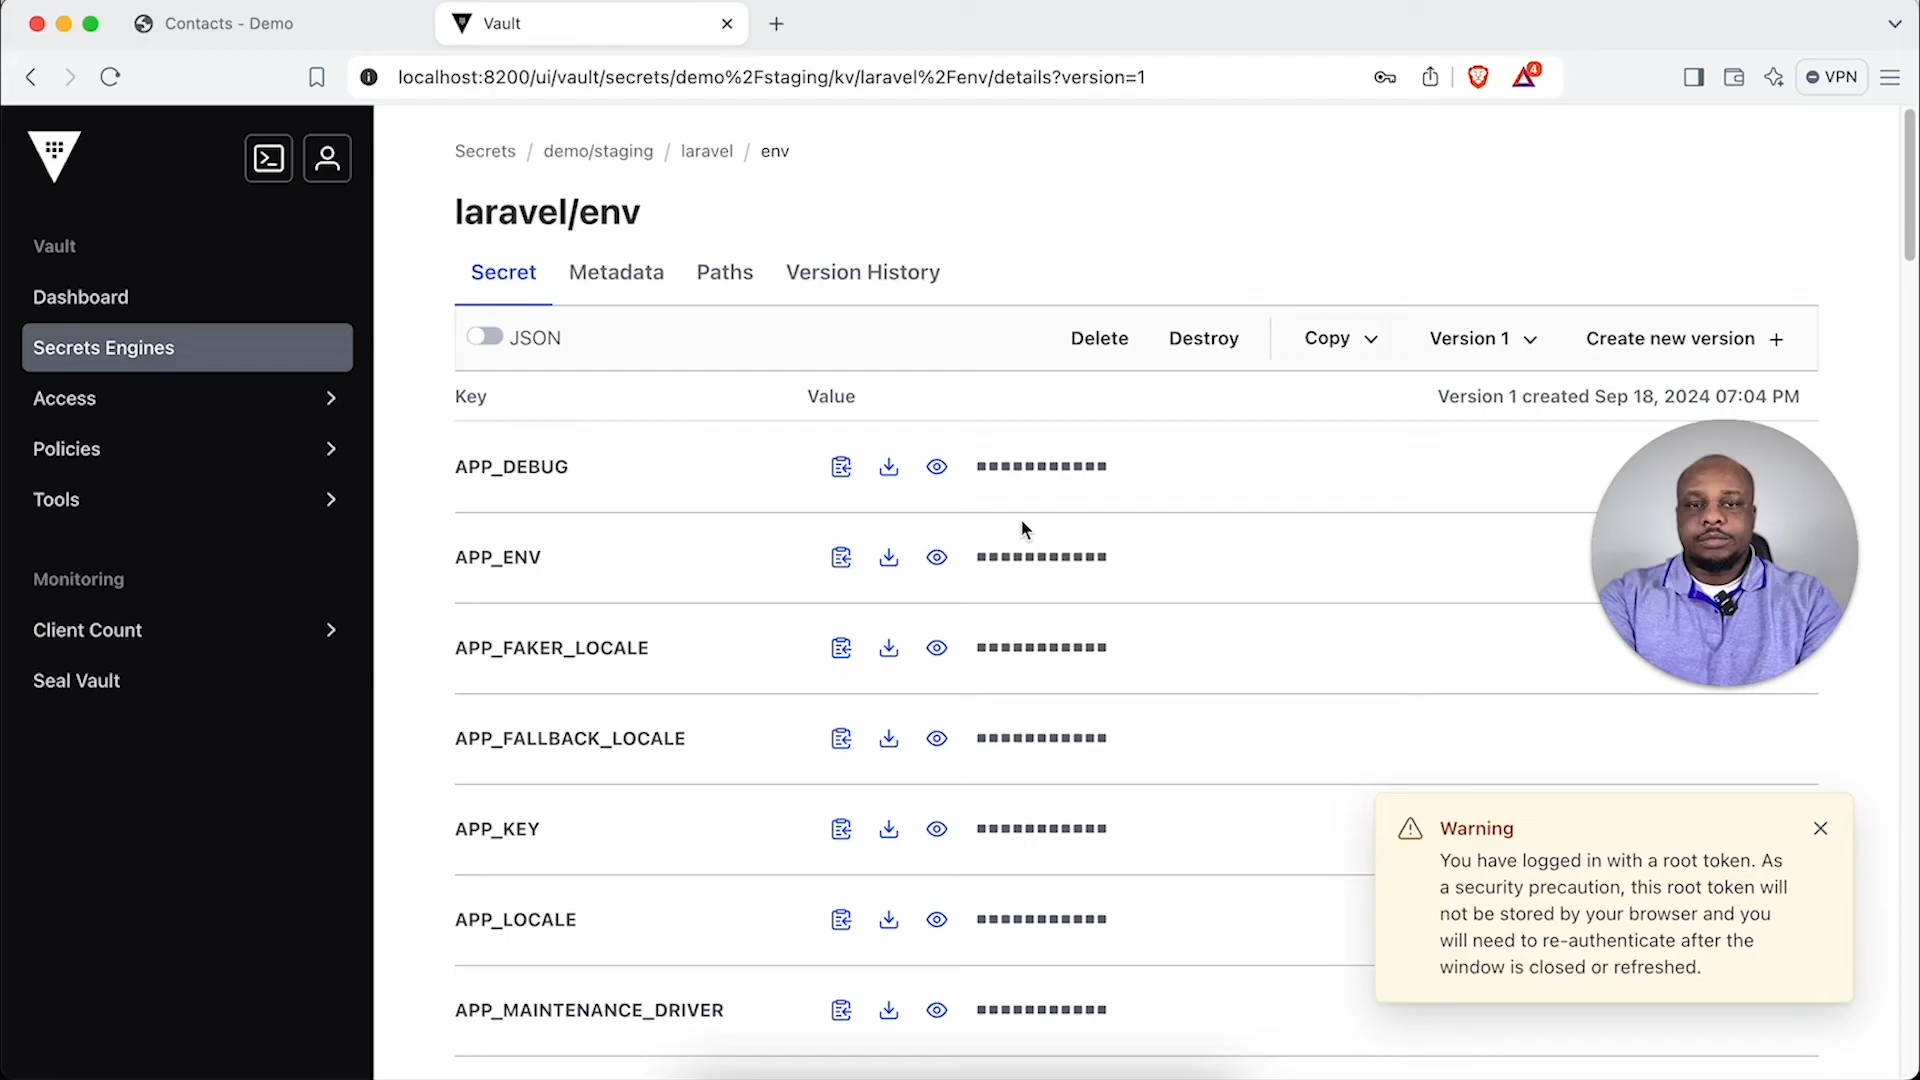 Contacts - Demo
Vault
localhost:8200/ui/vault/secrets/demo%2Fstaging/kv/laravel%2Fenv/details?version=1
4
VPN
Vault
Dashboard
Secrets Engines
Access
Policies
Tools
Monitoring
Client Count
Seal Vault
Secrets / demo/staging / laravel / env
laravel/env
Secret Metadata Paths Version History
JSON Delete Destroy Copy Version 1 Create new version +
Key Value Version 1 created Sep 18, 2024 07:04 PM
APP_DEBUG
APP_ENV
APP_FAKER_LOCALE
APP_FALLBACK_LOCALE
APP_KEY
APP_LOCALE
APP_MAINTENANCE_DRIVER
Warning
You have logged in with a root token. As
a security precaution, this root token will
not be stored by your browser and you
will need to re-authenticate after the
window is closed or refreshed.